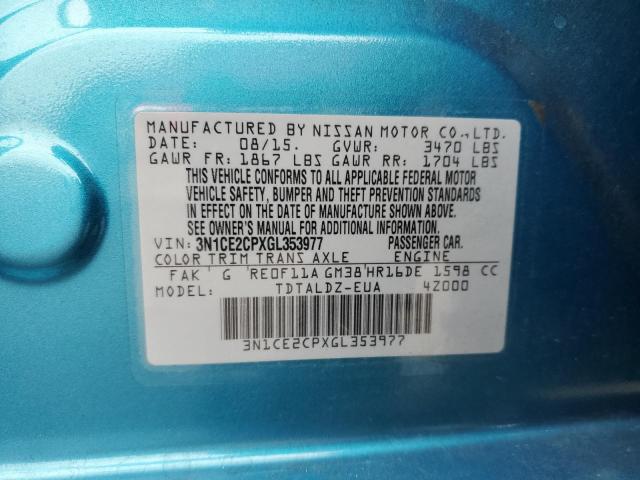 MANUFACTURED BY NISSAN MOTOR CO.,LTD.
DATE: 08/15. GVWR: 3470 LBS
GAWR FR: 1867 LBS GAWR RR: 1704 LBS
THIS VEHICLE CONFORMS TO ALL APPLICABLE FEDERAL MOTOR
VEHICLE SAFETY, BUMPER AND THEFT PREVENTION STANDARDS
IN EFFECT ON THE DATE OF MANUFACTURE SHOWN ABOVE.
SEE OWNER'S MANUAL FOR ADDITIONAL INFORMATION.
VIN: 3N1CE2CPXGL353977 PASSENGER CAR.
COLOR TRIM TRANS AXLE ENGINE
FAK' G 'RE0F11A GM38'HR16DE 1598 CC
MODEL: TDTALDZ-EUA 4Z000
3N1CE2CPXGL353977